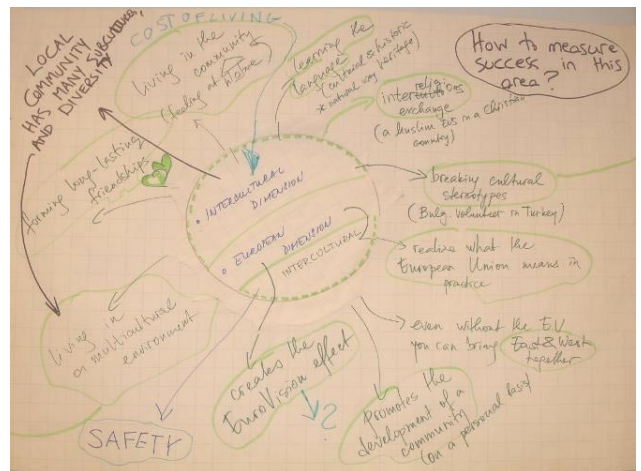 COST OF LIVING
LOCAL
COMMUNITY
HAS MANY SUBCULTURES,
AND DIVERSITY
living in the
community
(feeling at home)
learning the
language
(cultural & historic
* natural way heritage)
How to measure
success in this
area?
religious
exchange
(a muslim EVS in a Christian
country)
forming long-lasting
friendships
• INTERCULTURAL
DIMENSION
• EUROPEAN DIMENSION
INTERCULTURAL
breaking cultural
stereotypes
(Bulg. volunteer in Turkey)
realize what the
European Union means in
practice
even without the EV
you can bring East & West
together
living in
a multicultural
environment
creates the
EuroVision effect
?
Promotes the
development of a
community
(on a personal basis)
SAFETY